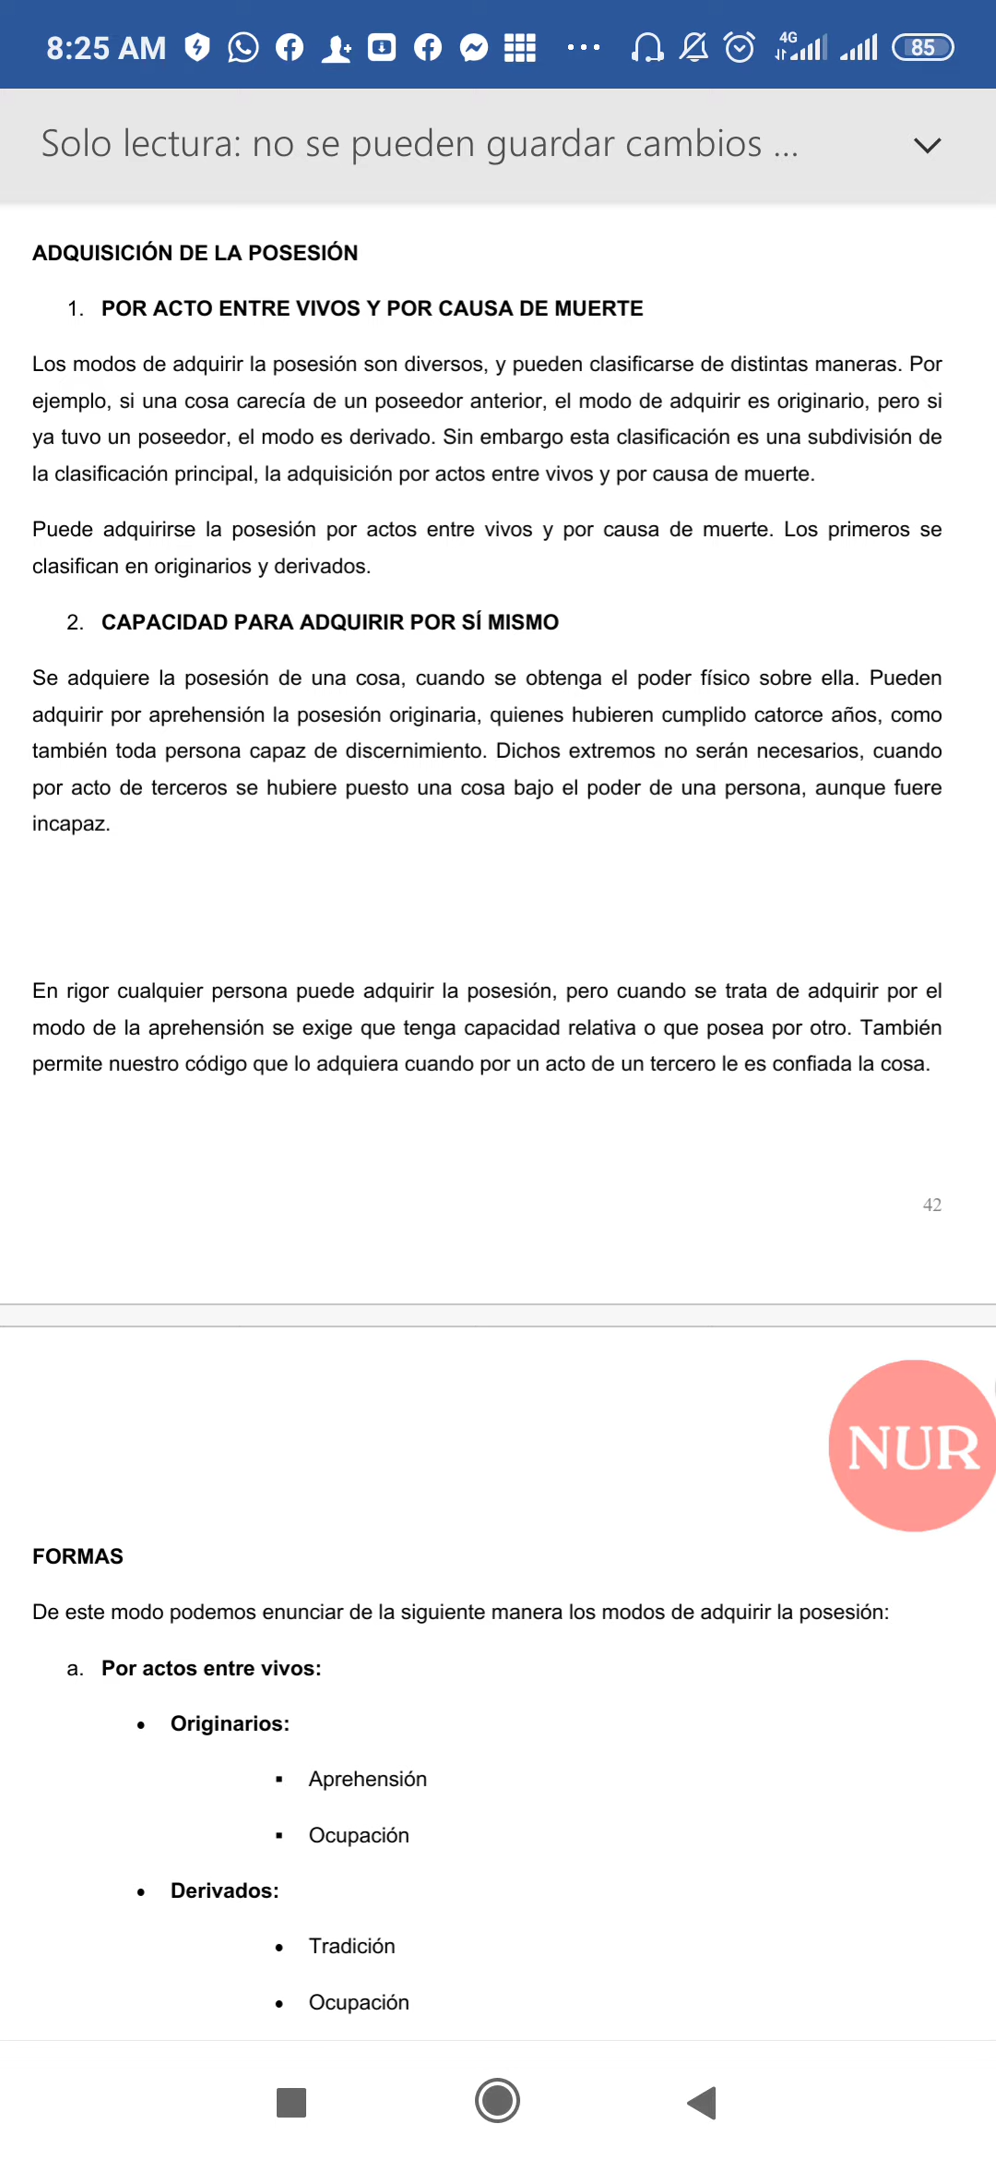 8:25 AM
4G
85
Solo lectura: no se pueden guardar cambios ...
ADQUISICIÓN DE LA POSESIÓN
1. POR ACTO ENTRE VIVOS Y POR CAUSA DE MUERTE
Los modos de adquirir la posesión son diversos, y pueden clasificarse de distintas maneras. Por
ejemplo, si una cosa carecía de un poseedor anterior, el modo de adquirir es originario, pero si
ya tuvo un poseedor, el modo es derivado. Sin embargo esta clasificación es una subdivisión de
la clasificación principal, la adquisición por actos entre vivos y por causa de muerte.
Puede adquirirse la posesión por actos entre vivos y por causa de muerte. Los primeros se
clasifican en originarios y derivados.
2. CAPACIDAD PARA ADQUIRIR POR SÍ MISMO
Se adquiere la posesión de una cosa, cuando se obtenga el poder físico sobre ella. Pueden
adquirir por aprehensión la posesión originaria, quienes hubieren cumplido catorce años, como
también toda persona capaz de discernimiento. Dichos extremos no serán necesarios, cuando
por acto de terceros se hubiere puesto una cosa bajo el poder de una persona, aunque fuere
incapaz.
En rigor cualquier persona puede adquirir la posesión, pero cuando se trata de adquirir por el
modo de la aprehensión se exige que tenga capacidad relativa o que posea por otro. También
permite nuestro código que lo adquiera cuando por un acto de un tercero le es confiada la cosa.
42
NUR
FORMAS
De este modo podemos enunciar de la siguiente manera los modos de adquirir la posesión:
a. Por actos entre vivos:
• Originarios:
▪ Aprehensión
▪ Ocupación
• Derivados:
• Tradición
• Ocupación